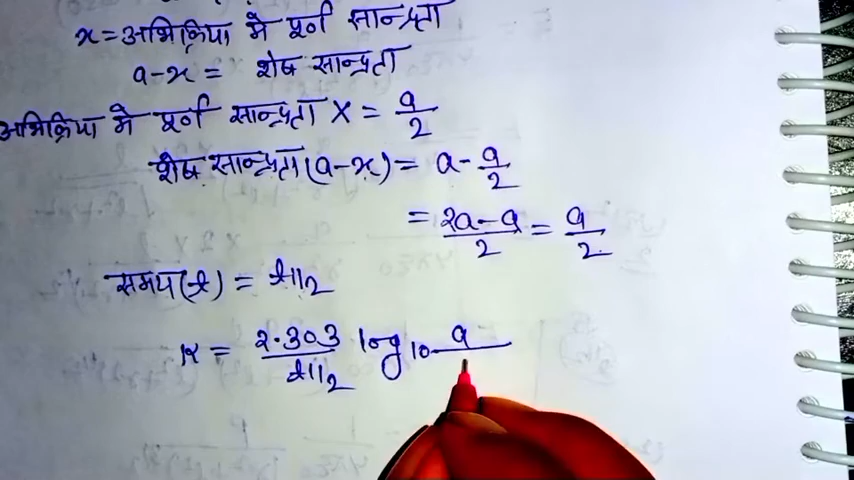 x = अभिक्रिया में पूर्ण सान्द्रता
a-x = शेष सान्द्रता
अभिक्रिया में पूर्ण सान्द्रता X = a/2
शेष सान्द्रता (a-x) = a - a/2
= 2a-a/2 = a/2
समय (t) = t1/2
K = 2.303/t1/2 log10 a